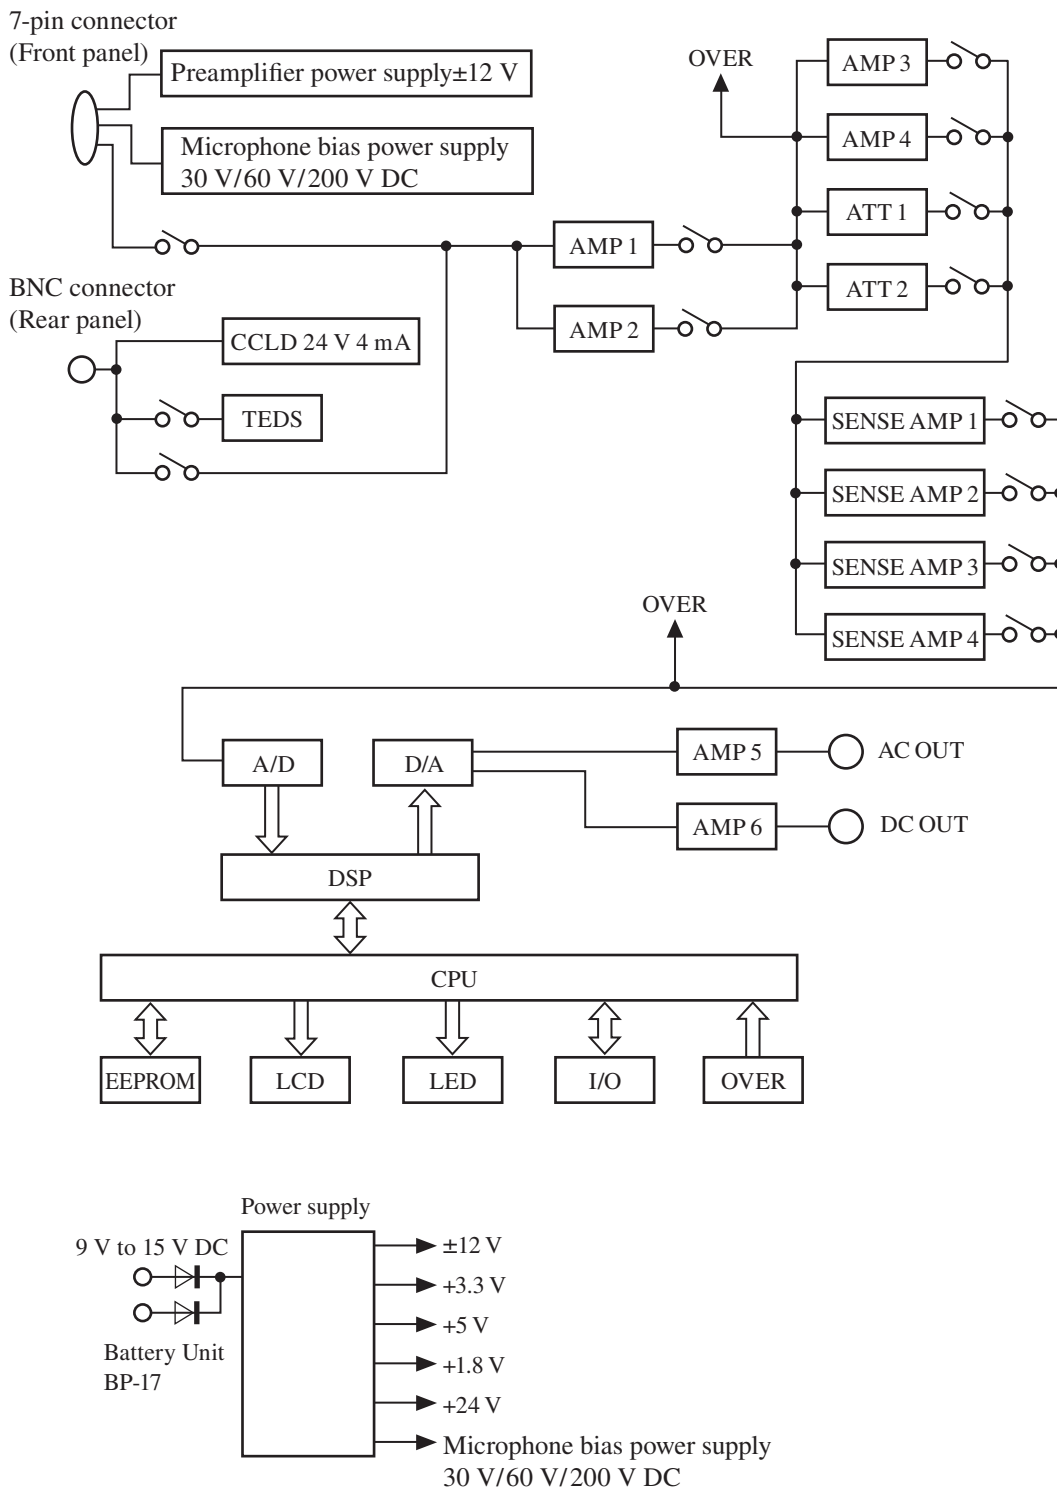 7-pin connector
(Front panel)
Preamplifier power supply±12 V
Microphone bias power supply
30 V/60 V/200 V DC
OVER
AMP 3
AMP 4
ATT 1
ATT 2
AMP 1
AMP 2
BNC connector
(Rear panel)
CCLD 24 V 4 mA
TEDS
SENSE AMP 1
SENSE AMP 2
SENSE AMP 3
SENSE AMP 4
OVER
A/D
D/A
AMP 5
AC OUT
AMP 6
DC OUT
DSP
CPU
EEPROM
LCD
LED
I/O
OVER
Power supply
9 V to 15 V DC
Battery Unit
BP-17
±12 V
+3.3 V
+5 V
+1.8 V
+24 V
Microphone bias power supply
30 V/60 V/200 V DC